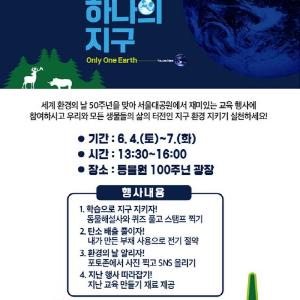 하나의
지구
Only One Earth
세계 환경의 날 50주년을 맞아 서울대공원에서 재미있는 교육 행사에
참여하시고 우리와 모든 생물들의 삶의 터전인 지구 환경 지키기 실천하세요!
● 기간 : 6. 4.(토)~7.(화)
● 시간 : 13:30~16:00
● 장소 : 동물원 100주년 광장
행사내용
1. 학습으로 지구 지키자!
동물해설사와 퀴즈 풀고 스탬프 찍기
2. 탄소 배출 줄이자!
내가 만든 부채 사용으로 전기 절약
3. 환경의 날 알리자!
포토존에서 사진 찍고 SNS 올리기
4. 지난 행사 따라잡기!
지난 교육 만들기 재료 제공